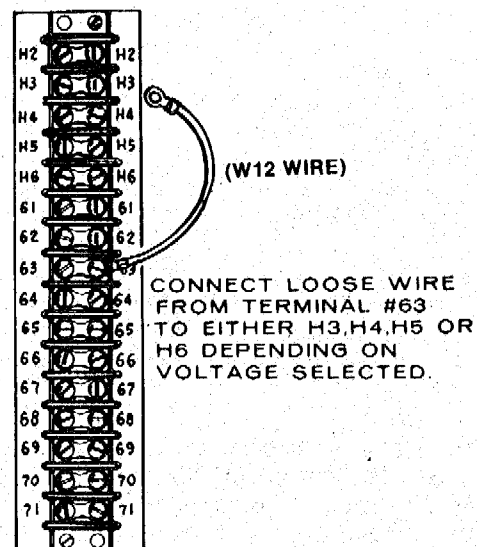 H2 H2
H3 H3
H4 H4
H5 H5
H6 H6
(W12 WIRE)
61 61
62 62
63 63
CONNECT LOOSE WIRE
64 64
FROM TERMINAL #63
65 65
TO EITHER H3,H4,H5 OR
66 66
H6 DEPENDING ON
VOLTAGE SELECTED.
67 67
68 68
69 69
70 70
71 71